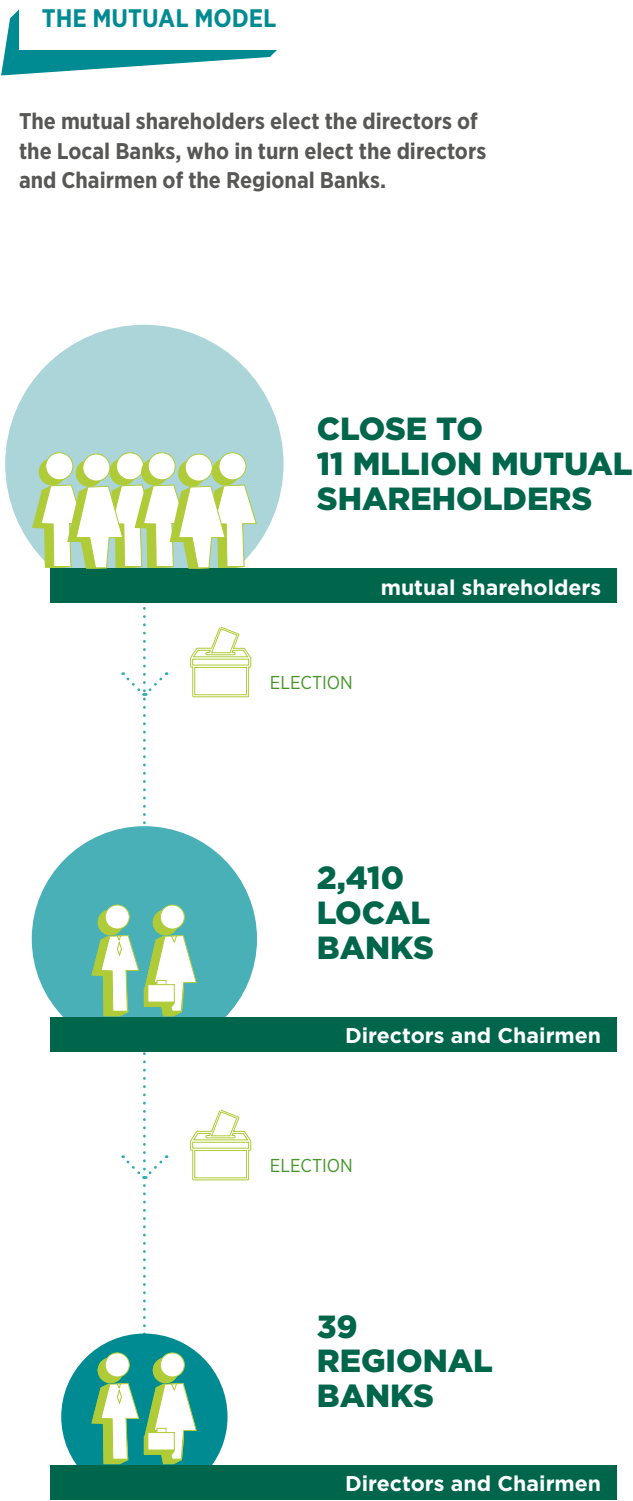 THE MUTUAL MODEL
The mutual shareholders elect the directors of
the Local Banks, who in turn elect the directors
and Chairmen of the Regional Banks.
CLOSE TO
11 MLLION MUTUAL
SHAREHOLDERS
mutual shareholders
ELECTION
2,410
LOCAL
BANKS
Directors and Chairmen
ELECTION
39
REGIONAL
BANKS
Directors and Chairmen